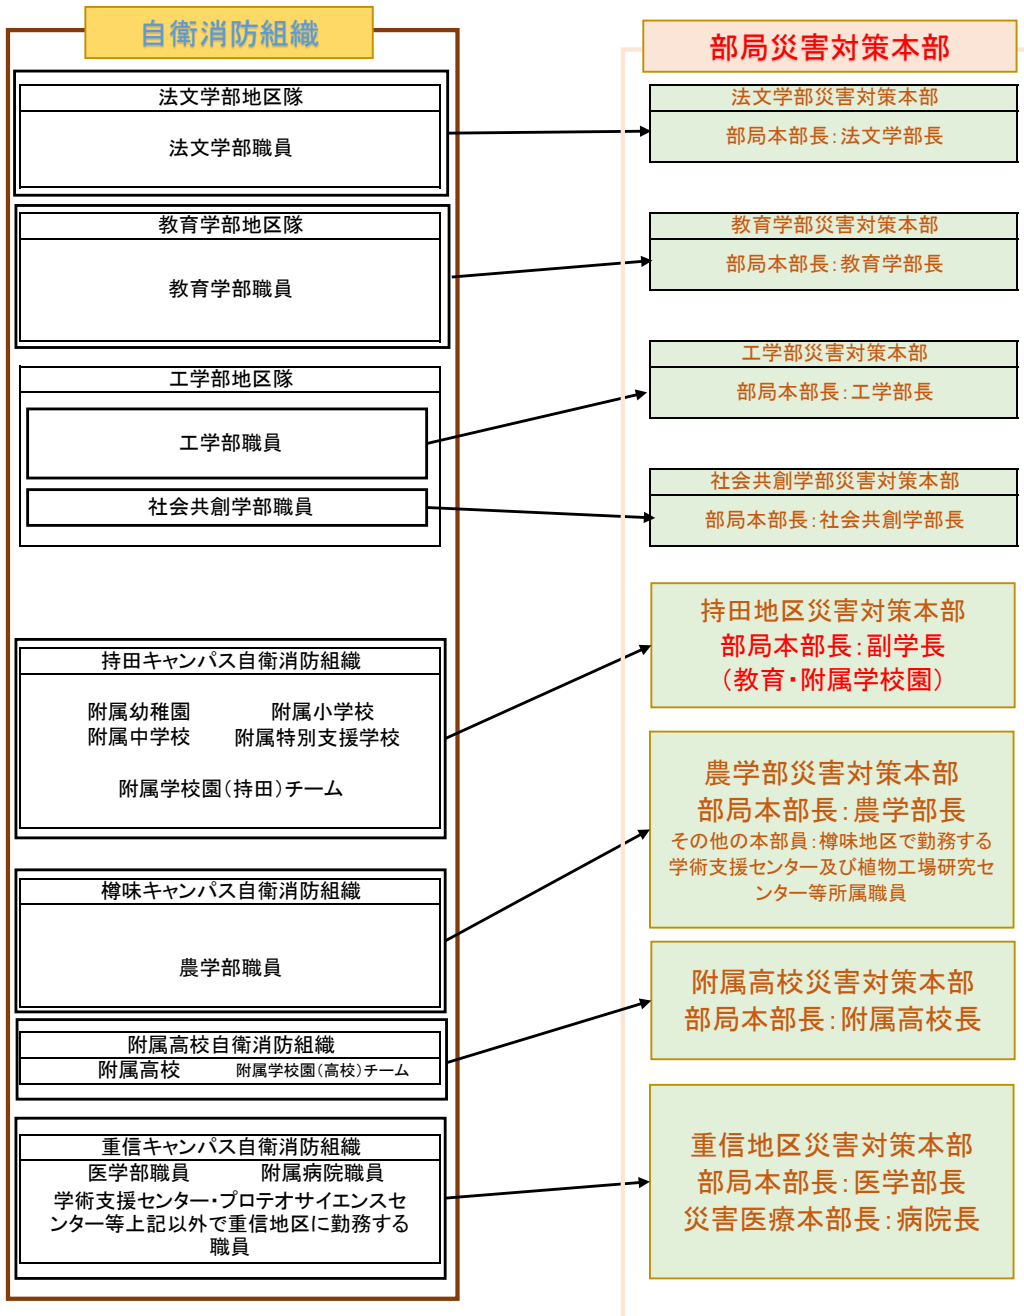 自衛消防組織
法文学部地区隊
法文学部職員
教育学部地区隊
教育学部職員
工学部地区隊
工学部職員
社会共創学部職員
持田キャンパス自衛消防組織
附属幼稚園 附属小学校
附属中学校 附属特別支援学校
附属学校園(持田)チーム
樽味キャンパス自衛消防組織
農学部職員
附属高校自衛消防組織
附属高校 附属学校園(高校)チーム
重信キャンパス自衛消防組織
医学部職員 附属病院職員
学術支援センター・プロテオサイエンスセ
ンター等上記以外で重信地区に勤務する
職員
部局災害対策本部
法文学部災害対策本部
部局本部長:法文学部長
教育学部災害対策本部
部局本部長:教育学部長
工学部災害対策本部
部局本部長:工学部長
社会共創学部災害対策本部
部局本部長:社会共創学部長
持田地区災害対策本部
部局本部長:副学長
(教育・附属学校園)
農学部災害対策本部
部局本部長:農学部長
その他の本部員:樽味地区で勤務する
学術支援センター及び植物工場研究セ
ンター等所属職員
附属高校災害対策本部
部局本部長:附属高校長
重信地区災害対策本部
部局本部長:医学部長
災害医療本部長:病院長